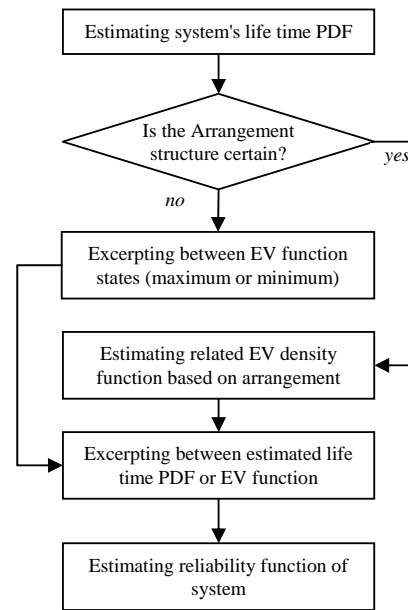 Estimating system's life time PDF
Is the Arrangement
structure certain?
yes
no
Excerpting between EV function
states (maximum or minimum)
Estimating related EV density
function based on arrangement
Excerpting between estimated life
time PDF or EV function
Estimating reliability function of
system